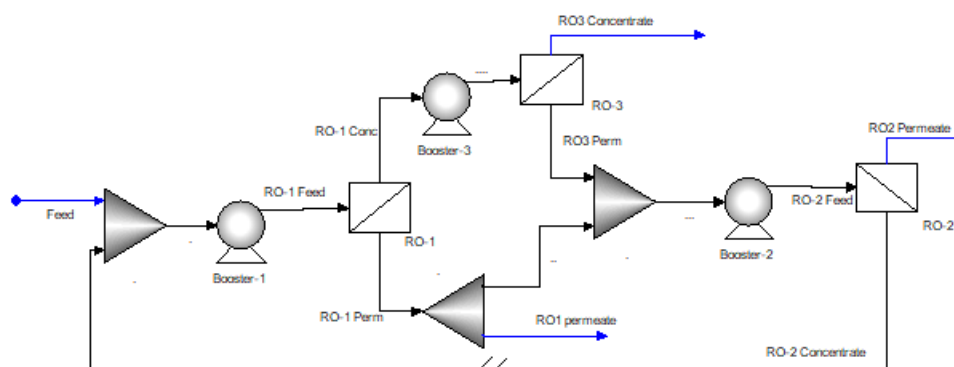 RO3 Concentrate
RO-3
RO-1 Conc
Booster-3
RO3 Perm
RO2 Permeate
RO-1 Feed
Feed
RO-2 Feed
RO-1
RO-2
Booster-1
Booster-2
RO-1 Perm
RO1 permeate
RO-2 Concentrate